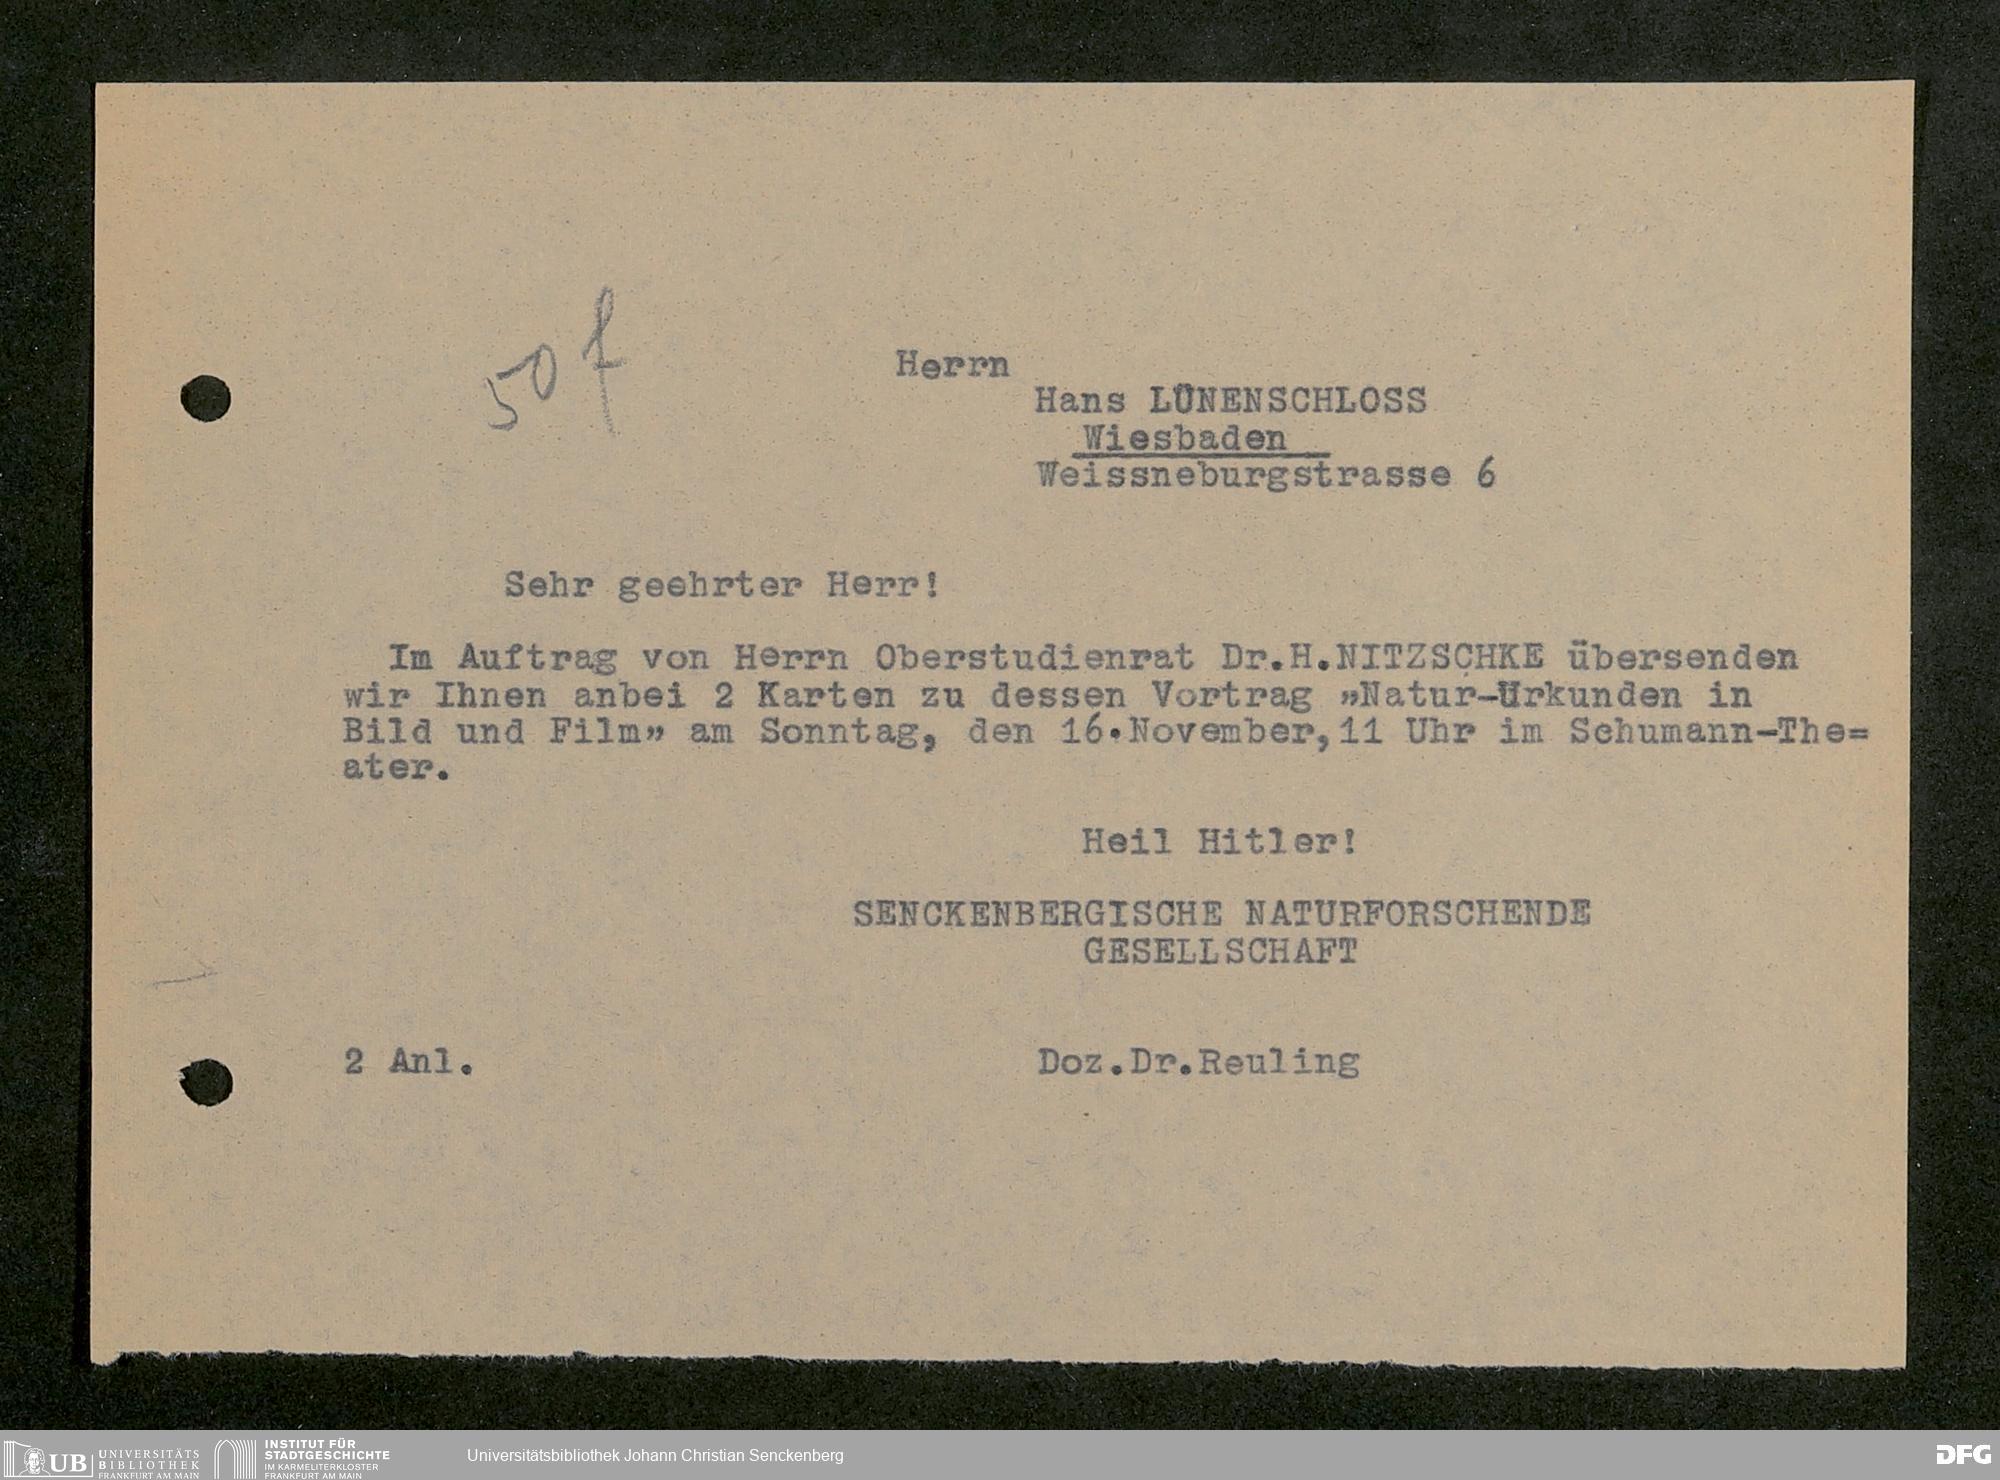 50 f
Herrn
Hans LÜNENSCHLOSS
Wiesbaden
Weissneburgstrasse 6
Sehr geehrter Herr!
Im Auftrag von Herrn Oberstudienrat Dr.H.NITZSCHKE übersenden
wir Ihnen anbei 2 Karten zu dessen Vortrag „Natur-Urkunden in
Bild und Film„ am Sonntag, den 16.November,11 Uhr im Schumann-The=
ater.
Heil Hitler!
SENCKENBERGISCHE NATURFORSCHENDE
GESELLSCHAFT
2 Anl.
Doz.Dr.Reuling
UB UNIVERSITÄTS
BIBLIOTHEK
FRANKFURT AM MAIN
INSTITUT FÜR
STADTGESCHICHTE
IM KARMELITERKLOSTER
FRANKFURT AM MAIN
Universitätsbibliothek Johann Christian Senckenberg
DFG